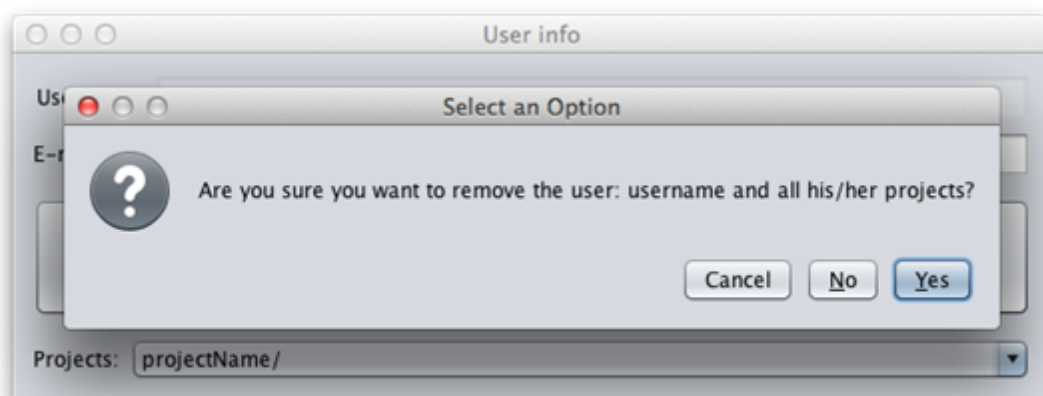 User info
Select an Option
Are you sure you want to remove the user: username and all his/her projects?
Cancel No Yes
Projects: projectName/